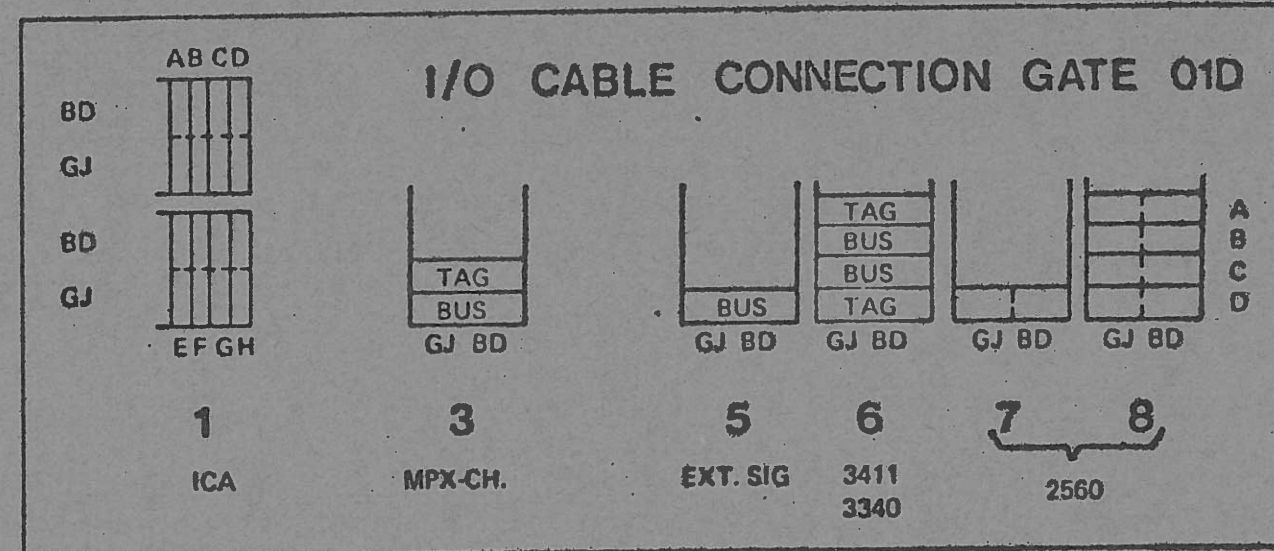 AB CD
I/O CABLE CONNECTION GATE 01D
BD
GJ
BD
GJ
EF GH
TAG
BUS
GJ BD
BUS
GJ BD
TAG
BUS
BUS
TAG
GJ BD
GJ BD
GJ BD
A
B
C
D
1
3
5
6
7
8
ICA
MPX-CH.
EXT. SIG
3411
3340
2560